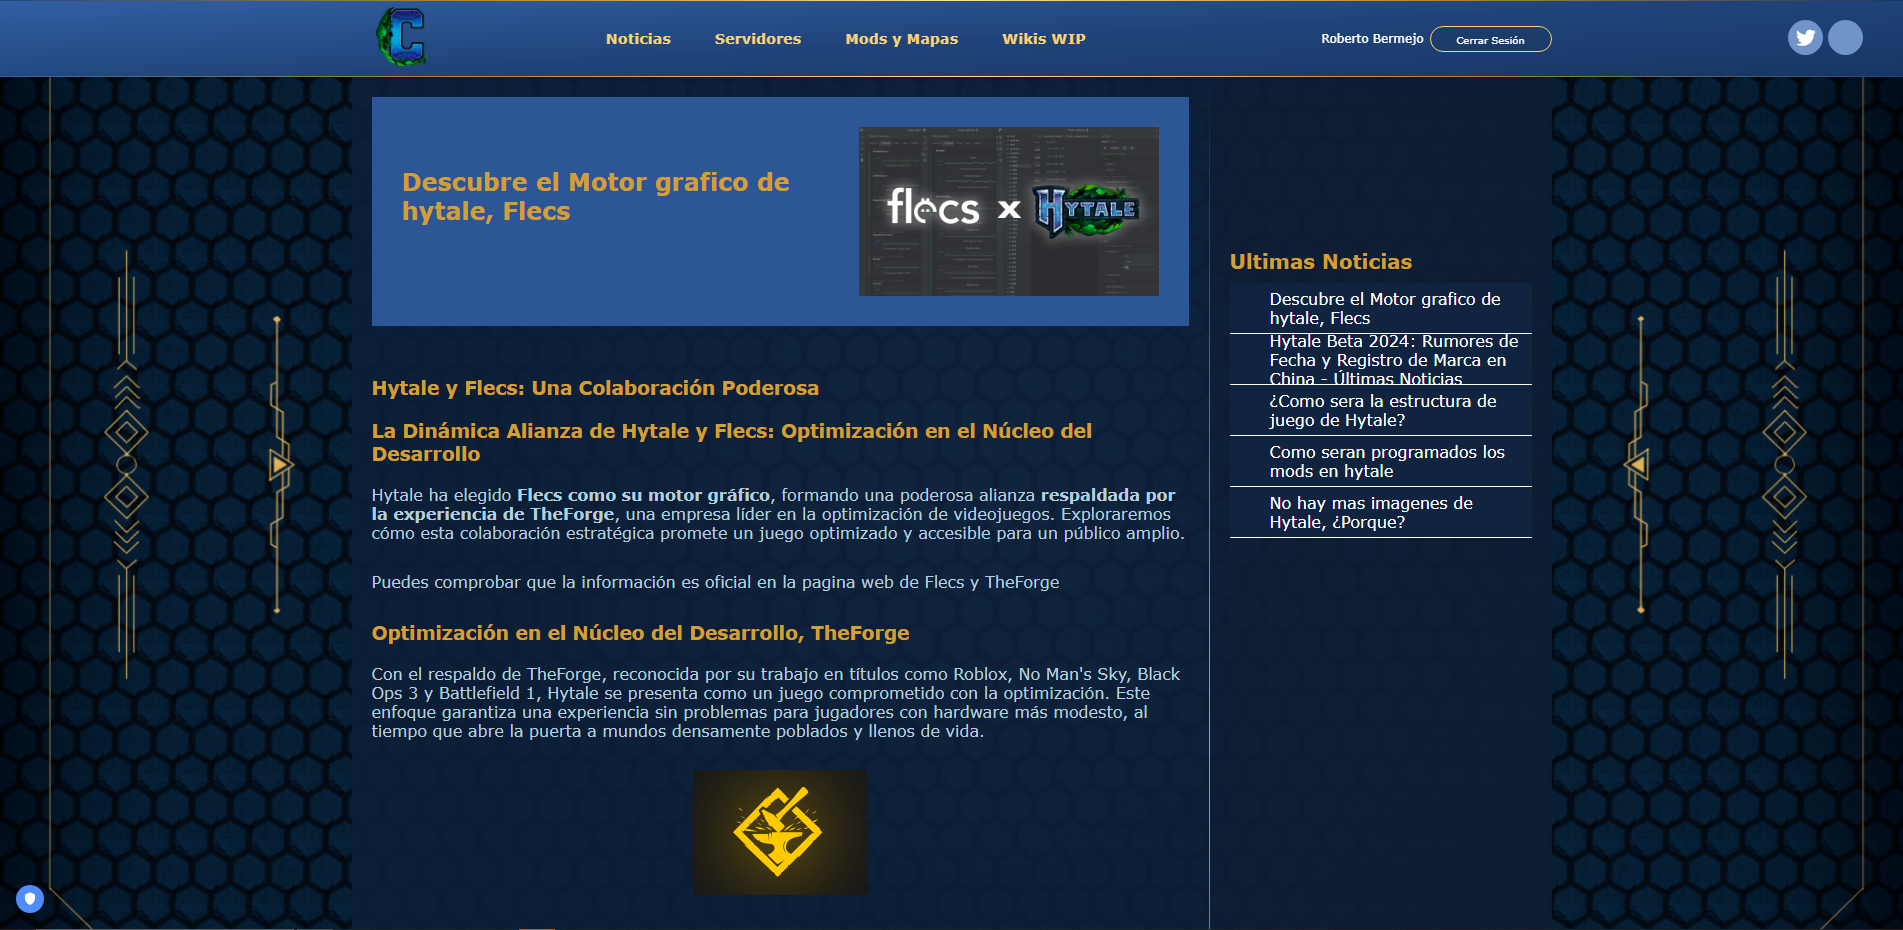 C
Noticias Servidores Mods y Mapas Wikis WIP
Roberto Bermejo Cerrar Sesión
Descubre el Motor grafico de
hytale, Flecs
flecs x HYTALE
Hytale y Flecs: Una Colaboración Poderosa
La Dinámica Alianza de Hytale y Flecs: Optimización en el Núcleo del
Desarrollo
Hytale ha elegido Flecs como su motor gráfico, formando una poderosa alianza respaldada por
la experiencia de TheForge, una empresa líder en la optimización de videojuegos. Exploraremos
cómo esta colaboración estratégica promete un juego optimizado y accesible para un público amplio.
Puedes comprobar que la información es oficial en la pagina web de Flecs y TheForge
Optimización en el Núcleo del Desarrollo, TheForge
Con el respaldo de TheForge, reconocida por su trabajo en títulos como Roblox, No Man's Sky, Black
Ops 3 y Battlefield 1, Hytale se presenta como un juego comprometido con la optimización. Este
enfoque garantiza una experiencia sin problemas para jugadores con hardware más modesto, al
tiempo que abre la puerta a mundos densamente poblados y llenos de vida.
Ultimas Noticias
Descubre el Motor grafico de
hytale, Flecs
Hytale Beta 2024: Rumores de
Fecha y Registro de Marca en
China - Últimas Noticias
¿Como sera la estructura de
juego de Hytale?
Como seran programados los
mods en hytale
No hay mas imagenes de
Hytale, ¿Porque?